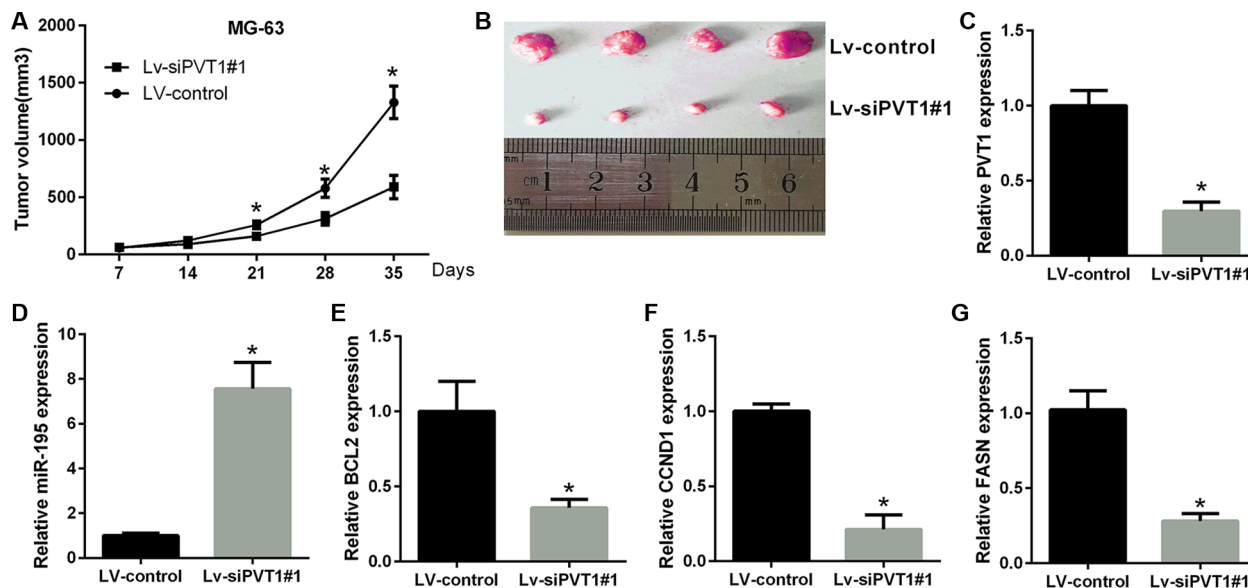 A
MG-63
Tumor volume(mm3)
2000
1500
1000
500
0
Lv-siPVT1#1
LV-control
*
*
*
7 14 21 28 35 Days
B
Lv-control
Lv-siPVT1#1
mm
cm 1 2 3 4 5 6
.5mm
mm
C
Relative PVT1 expression
1.5
1.0
0.5
0.0
*
LV-control Lv-siPVT1#1
D
Relative miR-195 expression
10
8
6
4
2
0
*
LV-control Lv-siPVT1#1
E
Relative BCL2 expression
1.5
1.0
0.5
0.0
*
LV-control Lv-siPVT1#1
F
Relative CCND1 expression
1.5
1.0
0.5
0.0
*
LV-control Lv-siPVT1#1
G
Relative FASN expression
1.5
1.0
0.5
0.0
*
LV-control Lv-siPVT1#1